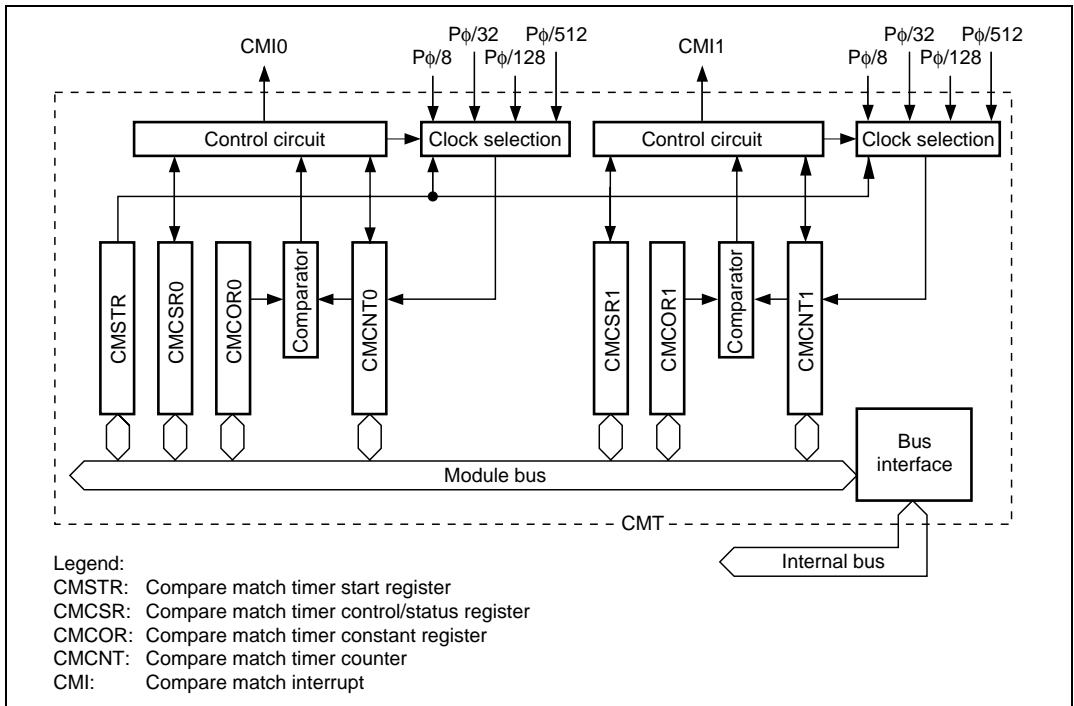 CMI0
Pφ/32
Pφ/512
Pφ/8
Pφ/128
CMI1
Pφ/32
Pφ/512
Pφ/8
Pφ/128
Control circuit
Clock selection
Control circuit
Clock selection
CMSTR
CMCSR0
CMCOR0
Comparator
CMCNT0
CMCSR1
CMCOR1
Comparator
CMCNT1
Bus
interface
Module bus
CMT
Internal bus
Legend:
CMSTR: Compare match timer start register
CMCSR: Compare match timer control/status register
CMCOR: Compare match timer constant register
CMCNT: Compare match timer counter
CMI: Compare match interrupt